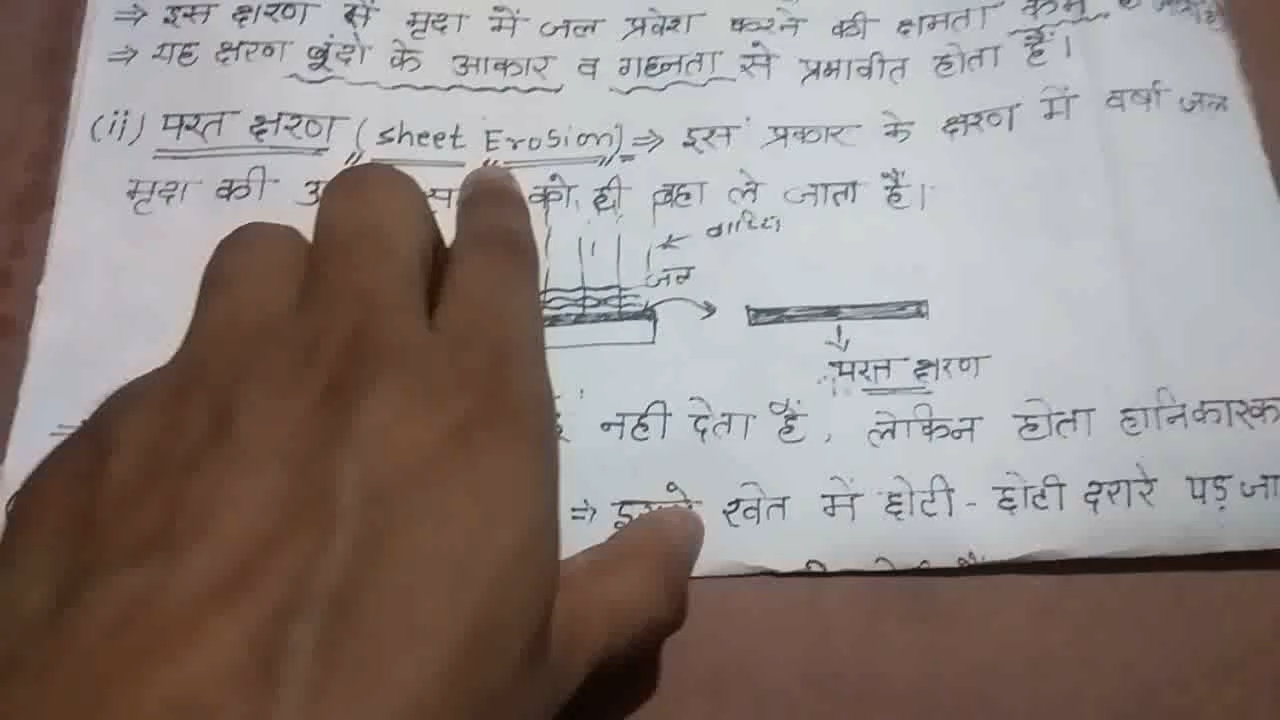 ⇒ इस क्षरण से मृदा में जल प्रवेश करने की क्षमता कम
⇒ यह क्षरण बूंदो के आकार व गहनता से प्रभावीत होता है।
(ii) परत क्षरण (Sheet Erosion) ⇒ इस प्रकार के क्षरण में वर्षा जल
मृदा की को ही बहा ले जाता है।
← बारिश
जल
परत क्षरण
नही देता है, लेकिन होता हानिकारक
⇒ खेत में छोटी - छोटी दरारे पड़ जा